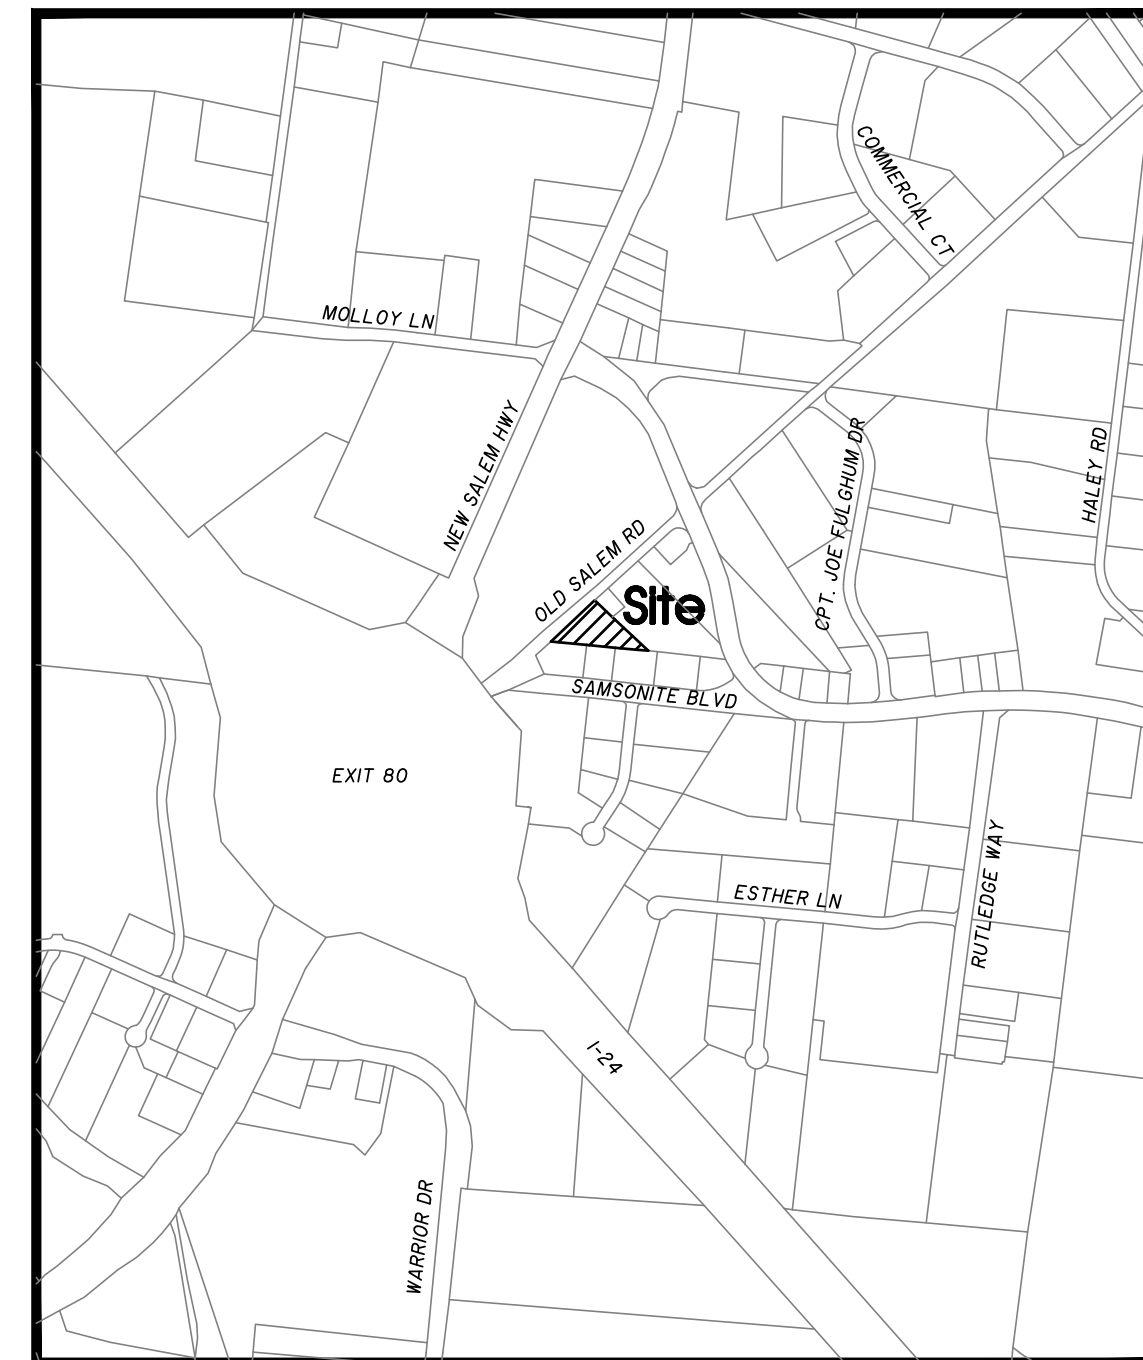 COMMERCIAL CT
MOLLOY LN
NEW SALEM HWY
CPT. JOE FULGHUM DR
HALEY RD
OLD SALEM RD
Site
SAMSONITE BLVD
EXIT 80
RUTLEDGE WAY
ESTHER LN
I-24
WARRIOR DR